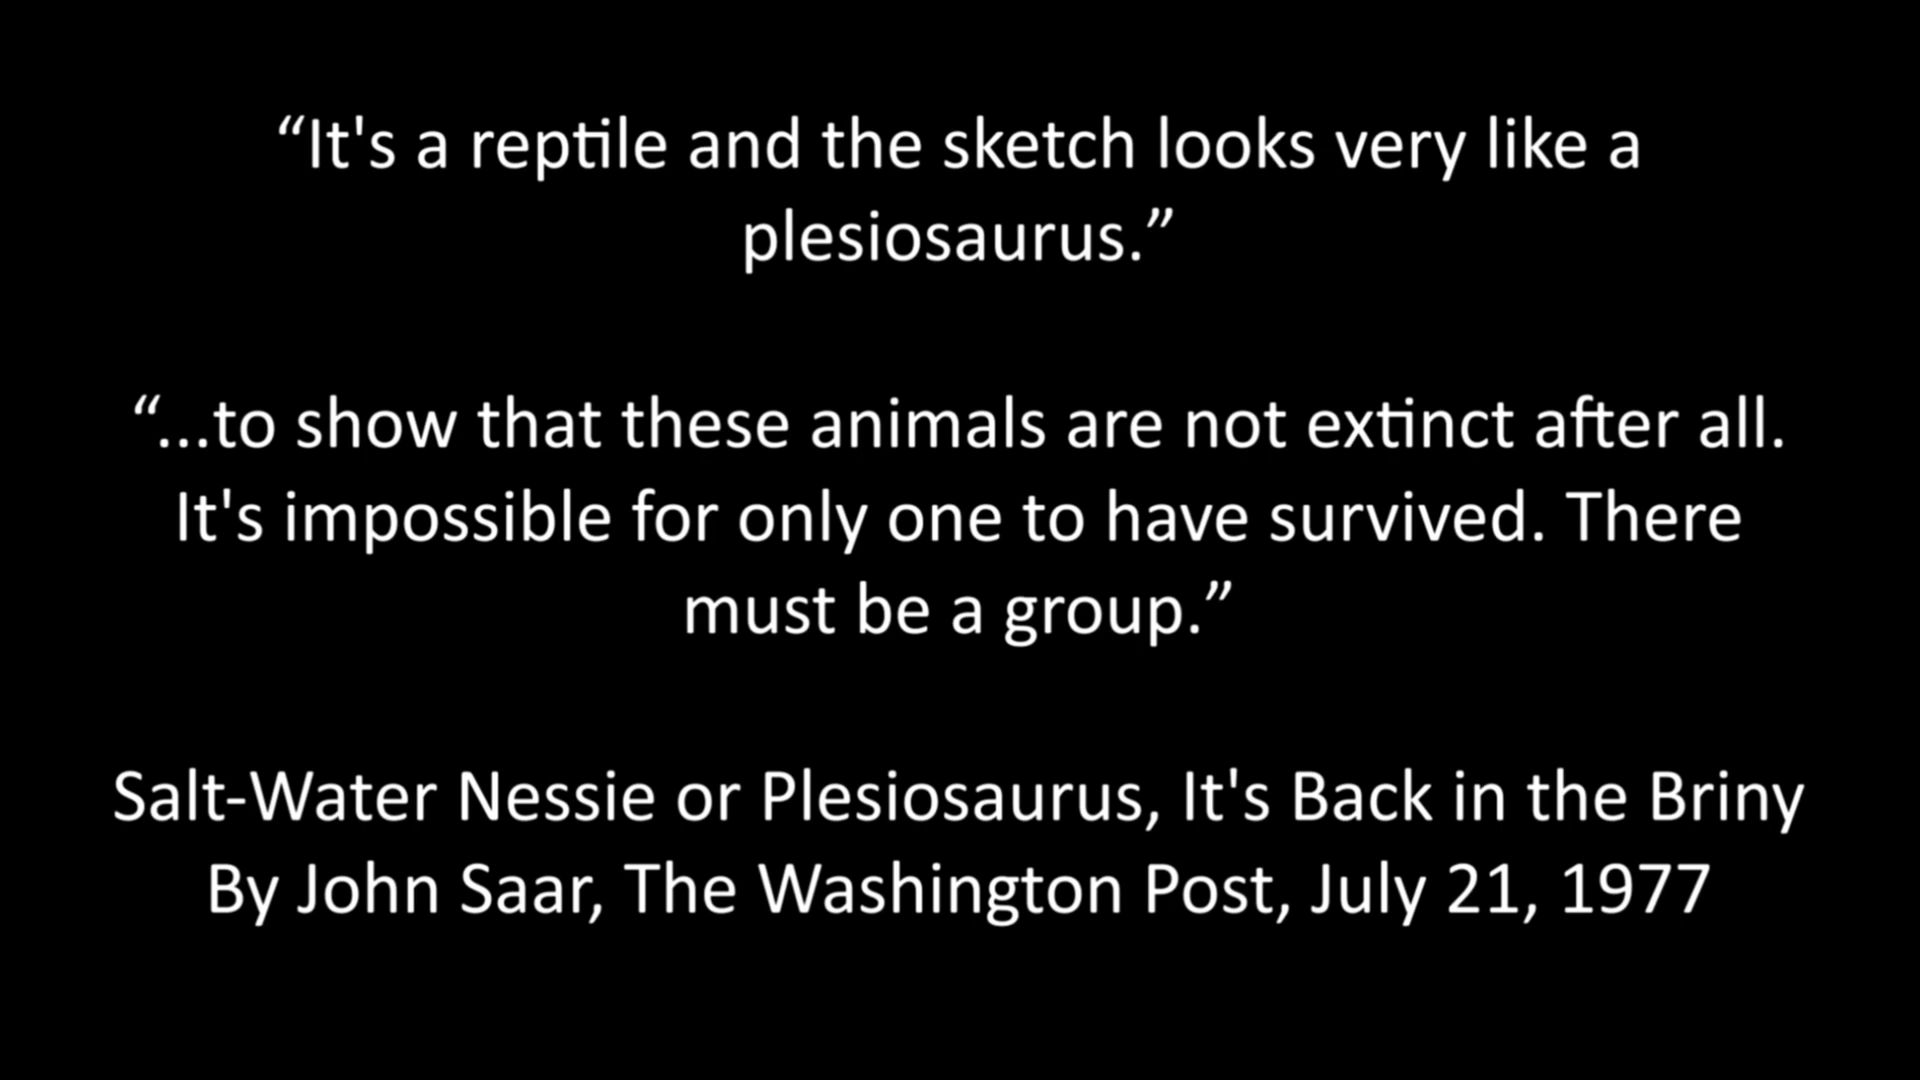 “It's a reptile and the sketch looks very like a
plesiosaurus.”
“...to show that these animals are not extinct after all.
It's impossible for only one to have survived. There
must be a group.”
Salt-Water Nessie or Plesiosaurus, It's Back in the Briny
By John Saar, The Washington Post, July 21, 1977